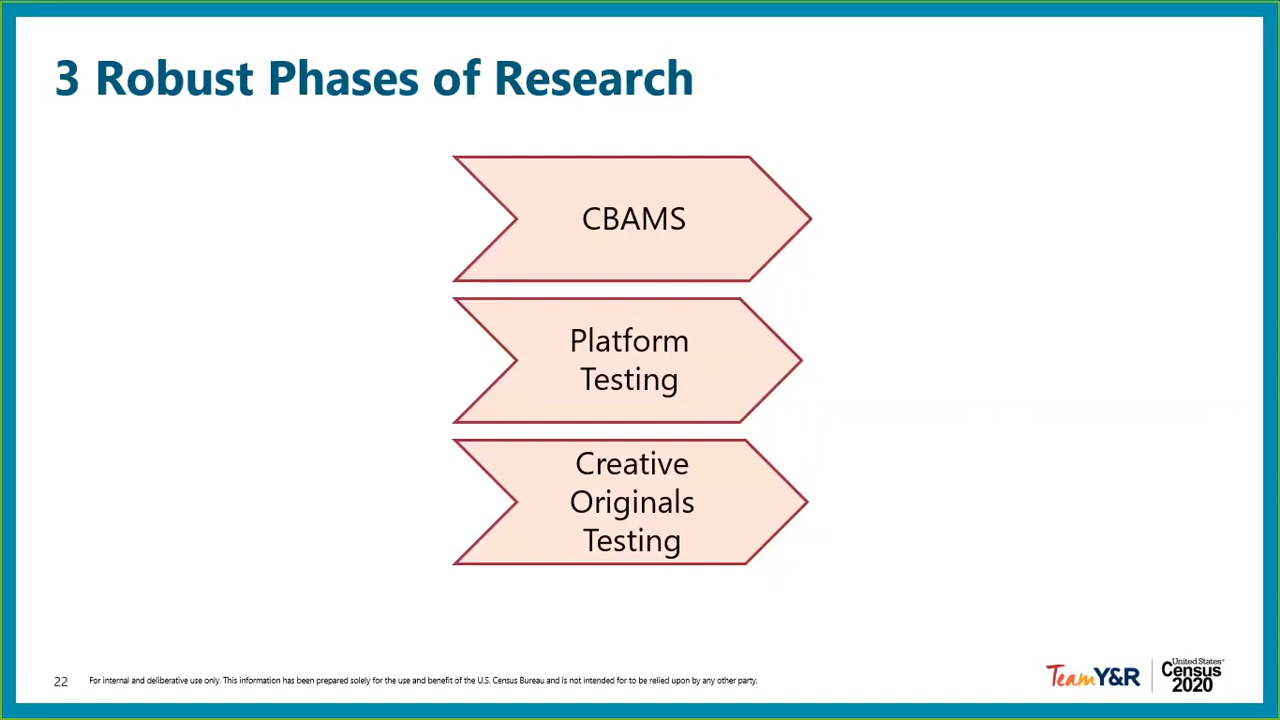 3 Robust Phases of Research
CBAMS
Platform
Testing
Creative
Originals
Testing
22
For internal and deliberative use only. This information has been prepared solely for the use and benefit of the U.S. Census Bureau and is not intended for to be relied upon by any other party.
TeamY&R
United States®
Census
2020